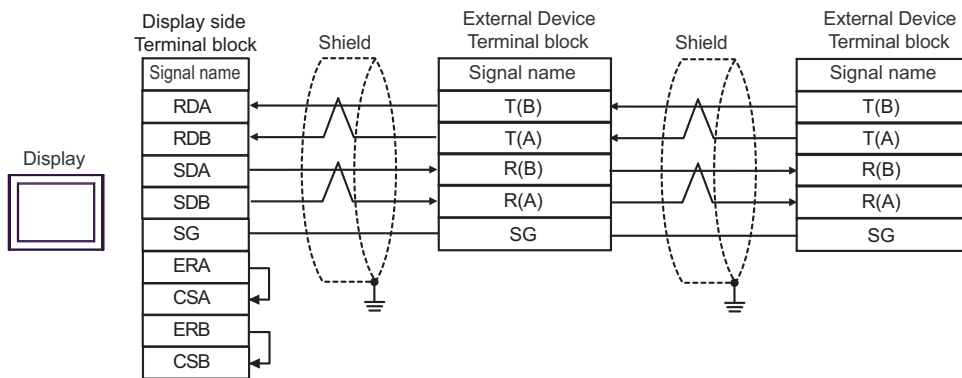 Display
Display side
Terminal block
Signal name
RDA
RDB
SDA
SDB
SG
ERA
CSA
ERB
CSB
Shield
External Device
Terminal block
Signal name
T(B)
T(A)
R(B)
R(A)
SG
Shield
External Device
Terminal block
Signal name
T(B)
T(A)
R(B)
R(A)
SG